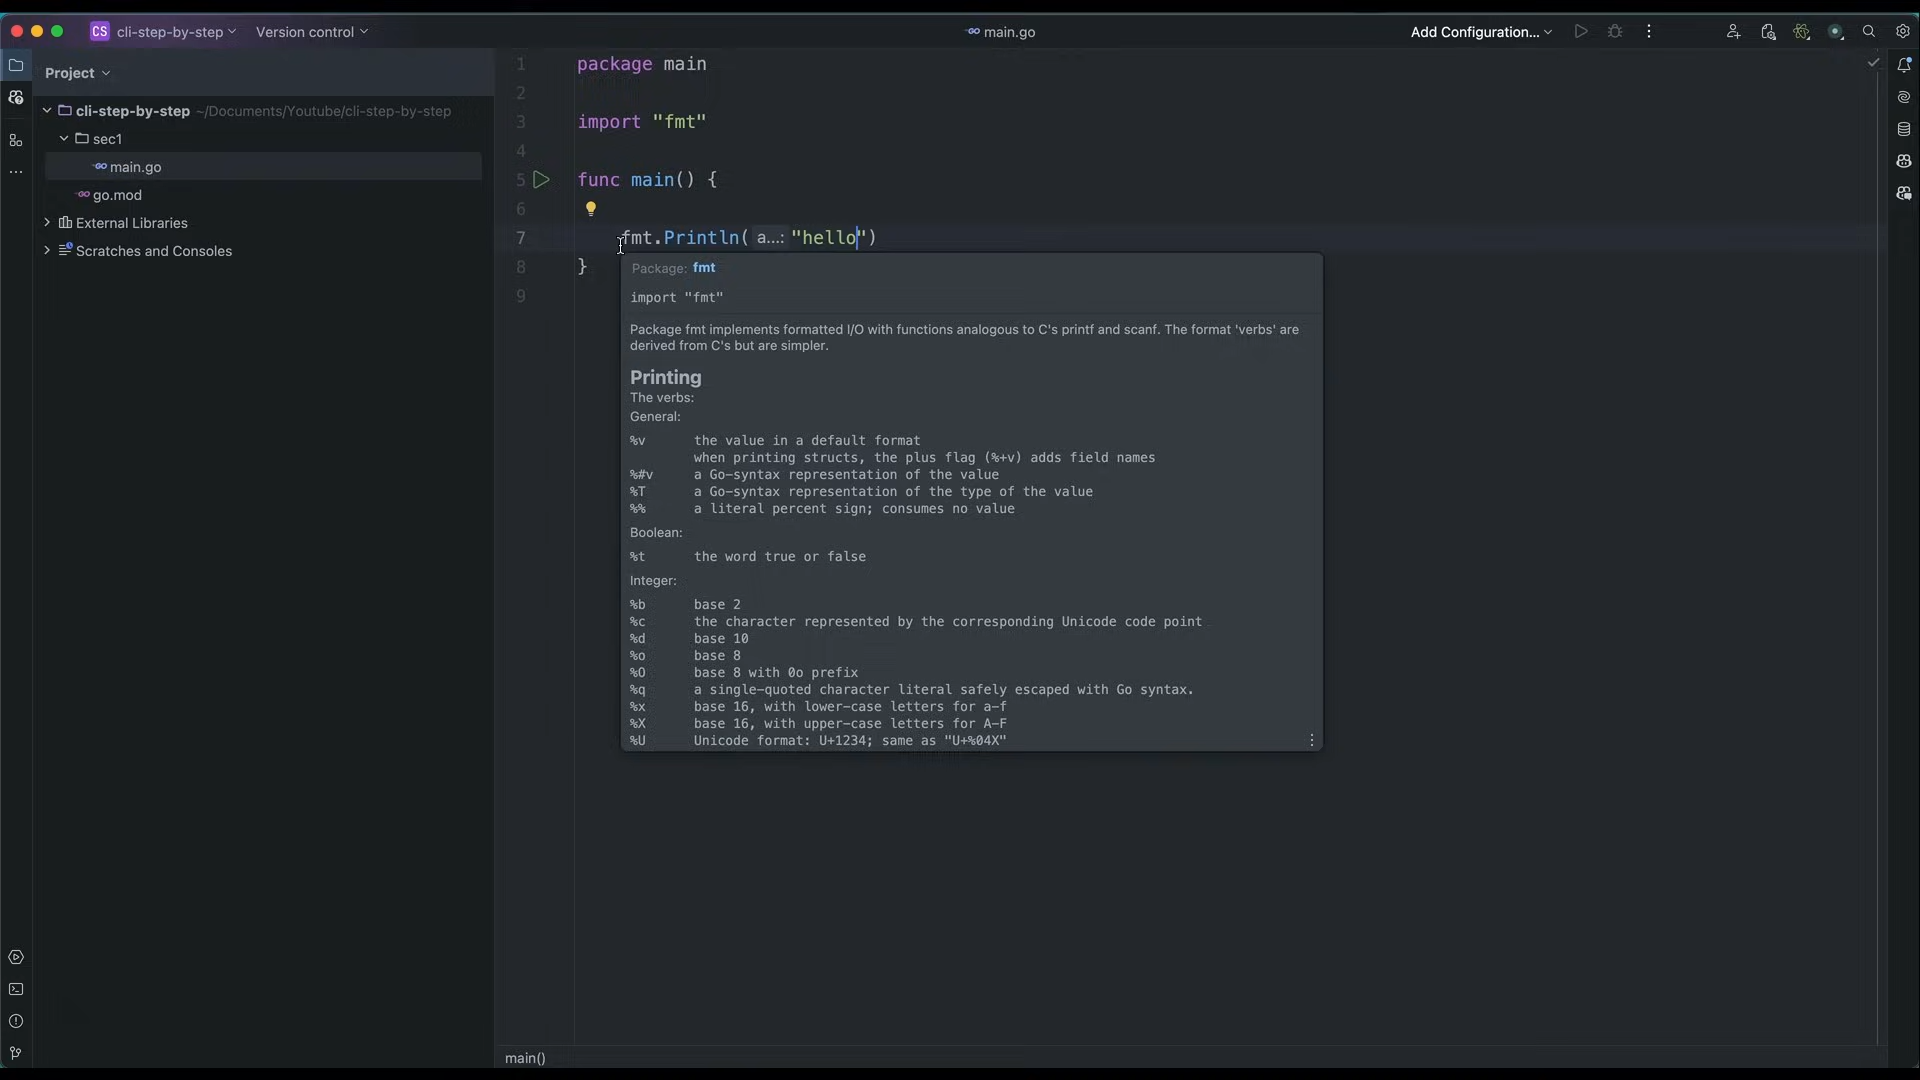 CS cli-step-by-step Version control main.go Add Configuration...
Project
cli-step-by-step ~/Documents/Youtube/cli-step-by-step
sec1
main.go
go.mod
External Libraries
Scratches and Consoles
1 package main
2
3 import "fmt"
4
5 func main() {
6
7 fmt.Println( a...: "hello")
8 }
9
Package: fmt
import "fmt"
Package fmt implements formatted I/O with functions analogous to C's printf and scanf. The format 'verbs' are
derived from C's but are simpler.
Printing
The verbs:
General:
%v the value in a default format
when printing structs, the plus flag (%+v) adds field names
%#v a Go-syntax representation of the value
%T a Go-syntax representation of the type of the value
%% a literal percent sign; consumes no value
Boolean:
%t the word true or false
Integer:
%b base 2
%c the character represented by the corresponding Unicode code point
%d base 10
%o base 8
%O base 8 with 0o prefix
%q a single-quoted character literal safely escaped with Go syntax.
%x base 16, with lower-case letters for a-f
%X base 16, with upper-case letters for A-F
%U Unicode format: U+1234; same as "U+%04X"
main()